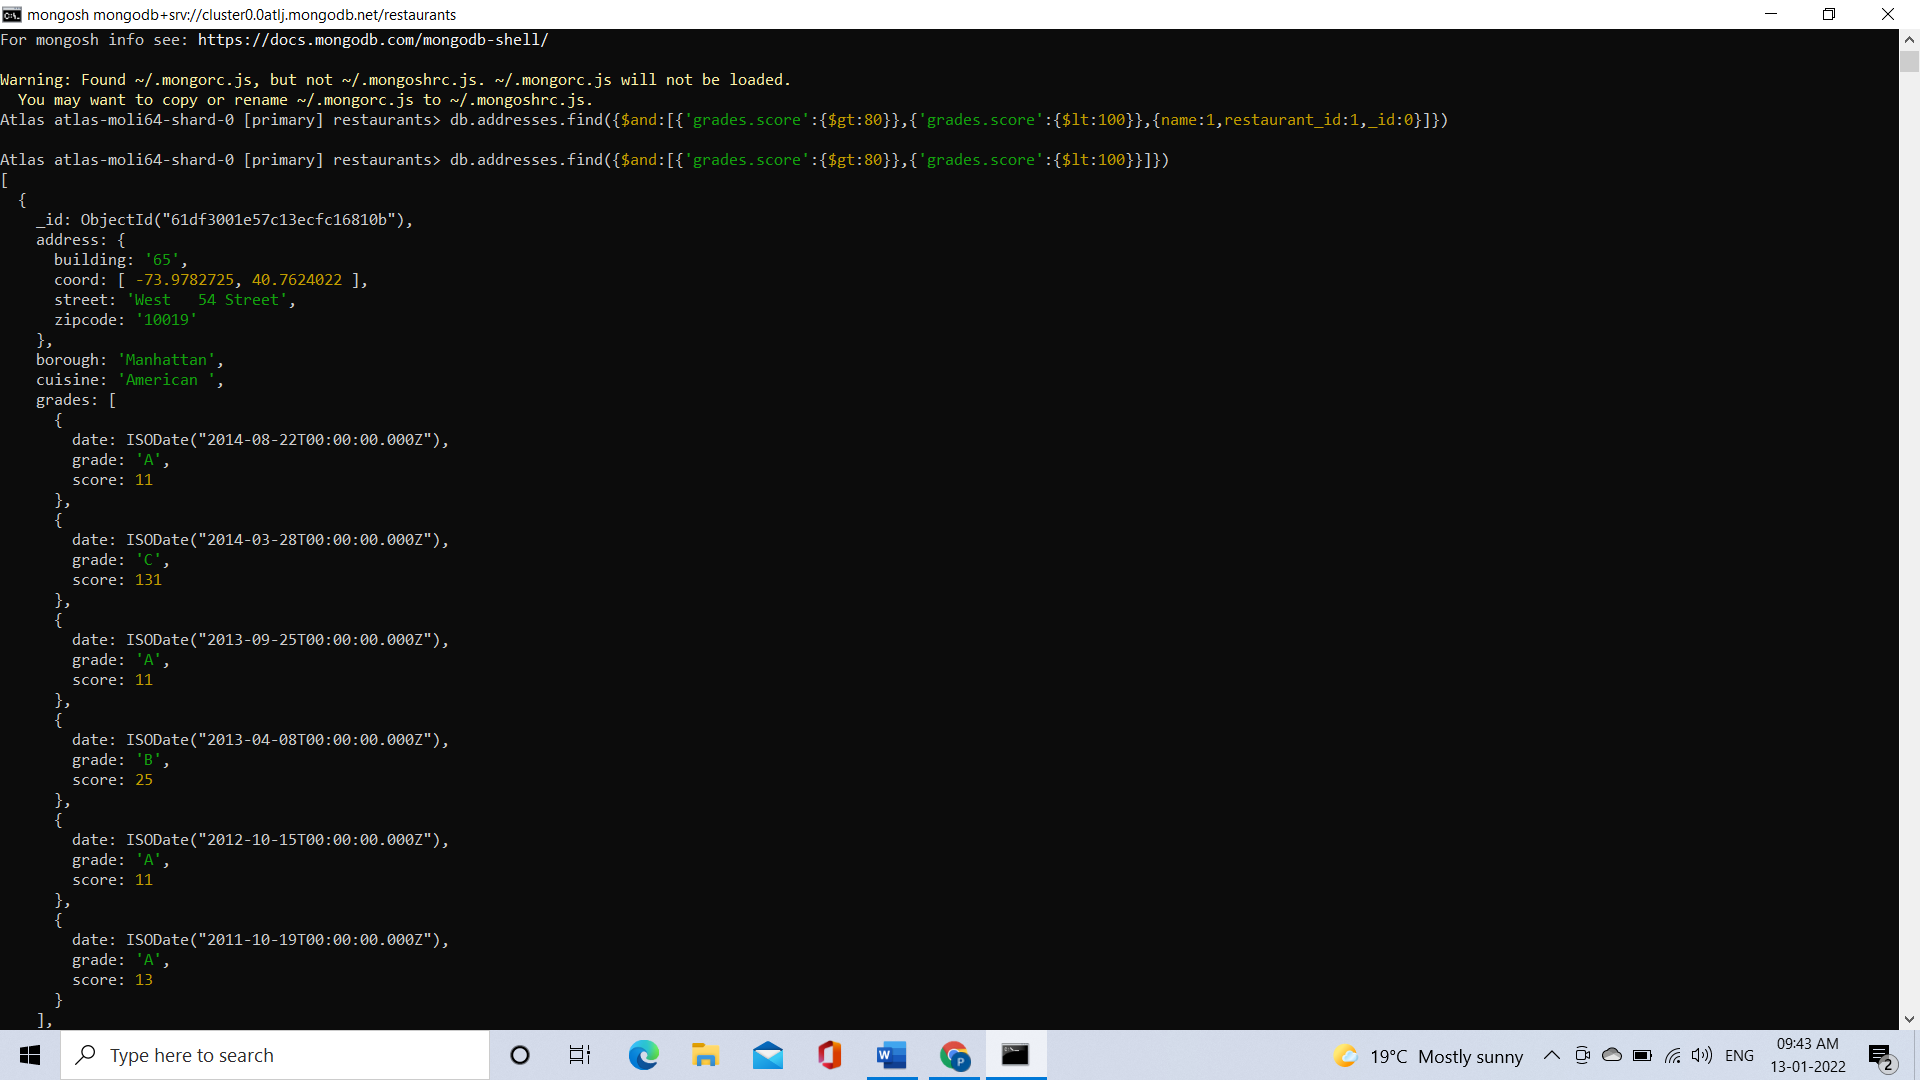 mongosh mongodb+srv://cluster0.0atlj.mongodb.net/restaurants
For mongosh info see: https://docs.mongodb.com/mongodb-shell/
Warning: Found ~/.mongorc.js, but not ~/.mongoshrc.js. ~/.mongorc.js will not be loaded.
  You may want to copy or rename ~/.mongorc.js to ~/.mongoshrc.js.
Atlas atlas-moli64-shard-0 [primary] restaurants> db.addresses.find({$and:[{'grades.score':{$gt:80}},{'grades.score':{$lt:100}},{name:1,restaurant_id:1,_id:0}]})
Atlas atlas-moli64-shard-0 [primary] restaurants> db.addresses.find({$and:[{'grades.score':{$gt:80}},{'grades.score':{$lt:100}}]})
[
  {
    _id: ObjectId("61df3001e57c13ecfc16810b"),
    address: {
      building: '65',
      coord: [ -73.9782725, 40.7624022 ],
      street: 'West   54 Street',
      zipcode: '10019'
    },
    borough: 'Manhattan',
    cuisine: 'American ',
    grades: [
      {
        date: ISODate("2014-08-22T00:00:00.000Z"),
        grade: 'A',
        score: 11
      },
      {
        date: ISODate("2014-03-28T00:00:00.000Z"),
        grade: 'C',
        score: 131
      },
      {
        date: ISODate("2013-09-25T00:00:00.000Z"),
        grade: 'A',
        score: 11
      },
      {
        date: ISODate("2013-04-08T00:00:00.000Z"),
        grade: 'B',
        score: 25
      },
      {
        date: ISODate("2012-10-15T00:00:00.000Z"),
        grade: 'A',
        score: 11
      },
      {
        date: ISODate("2011-10-19T00:00:00.000Z"),
        grade: 'A',
        score: 13
      }
    ],
Type here to search
W
P
19°C Mostly sunny
ENG
09:43 AM
13-01-2022
2